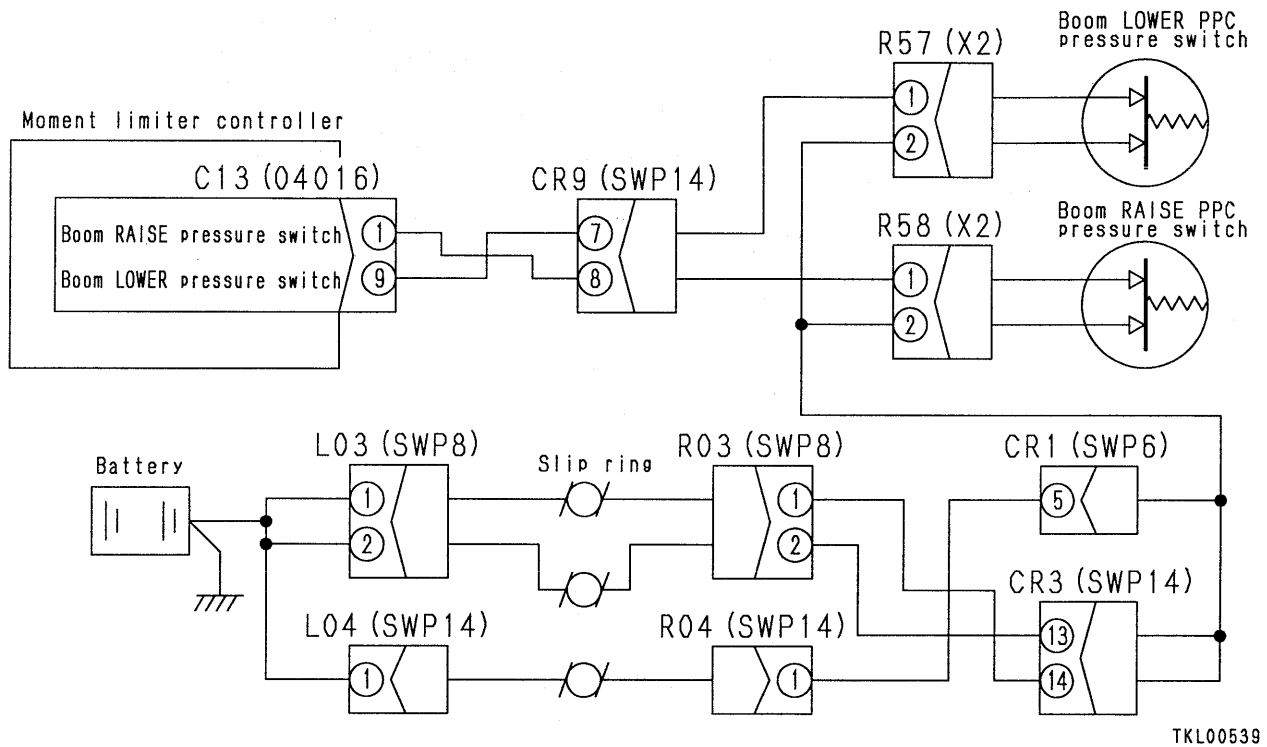 Boom LOWER PPC
pressure switch
R57 (X2)
1
2
Moment limiter controller
C13 (04016)
CR9 (SWP14)
Boom RAISE pressure switch
1
7
Boom LOWER pressure switch
9
8
Boom RAISE PPC
pressure switch
R58 (X2)
1
2
Battery
L03 (SWP8)
Slip ring
R03 (SWP8)
CR1 (SWP6)
1
1
5
2
2
CR3 (SWP14)
L04 (SWP14)
R04 (SWP14)
13
1
1
14
TKL00539